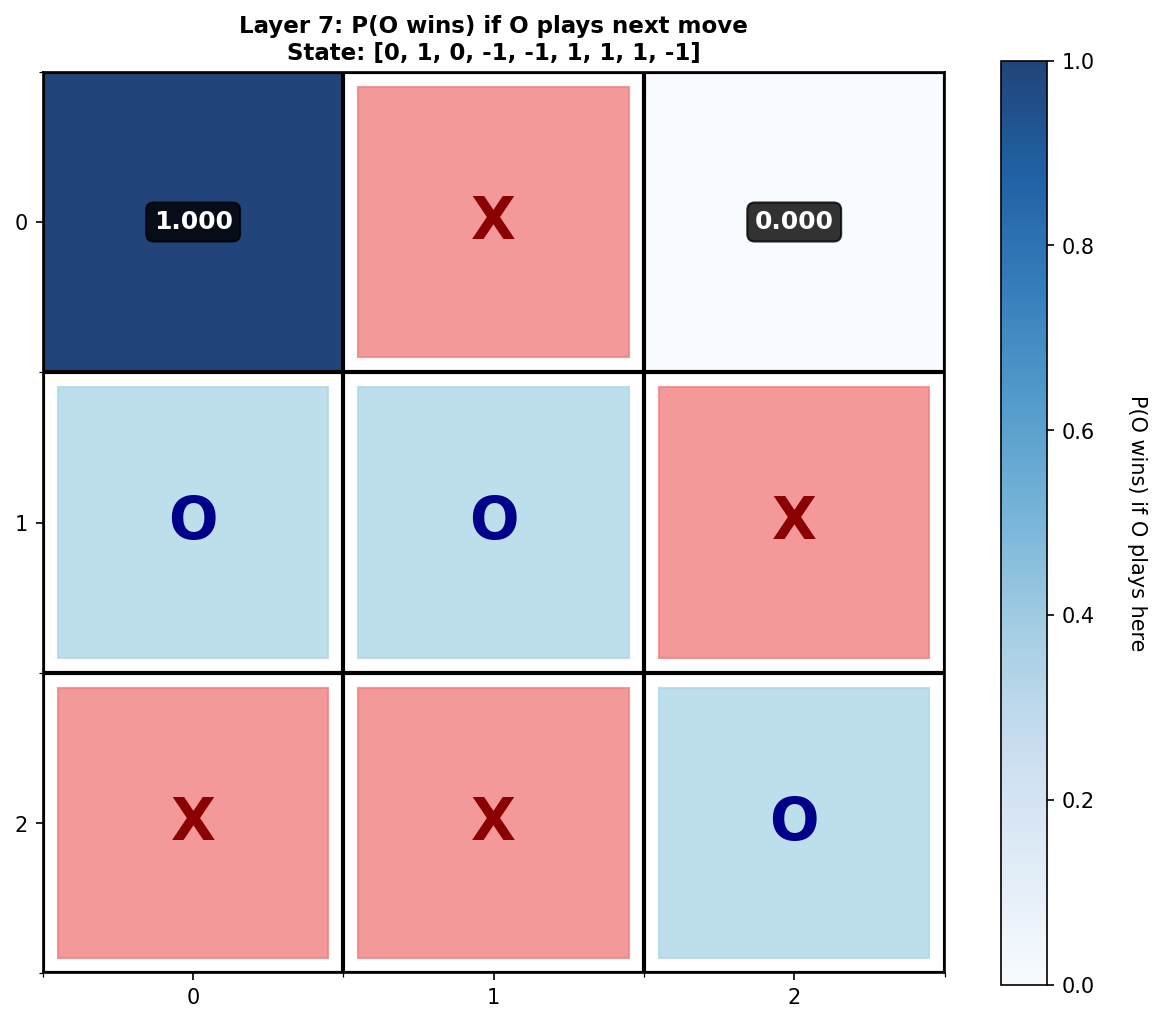 Layer 7: P(O wins) if O plays next move
State: [0, 1, 0, -1, -1, 1, 1, 1, -1]
0
1.000
X
0.000
1
O
O
X
2
X
X
O
0
1
2
1.0
0.8
0.6
0.4
0.2
0.0
P(O wins) if O plays here